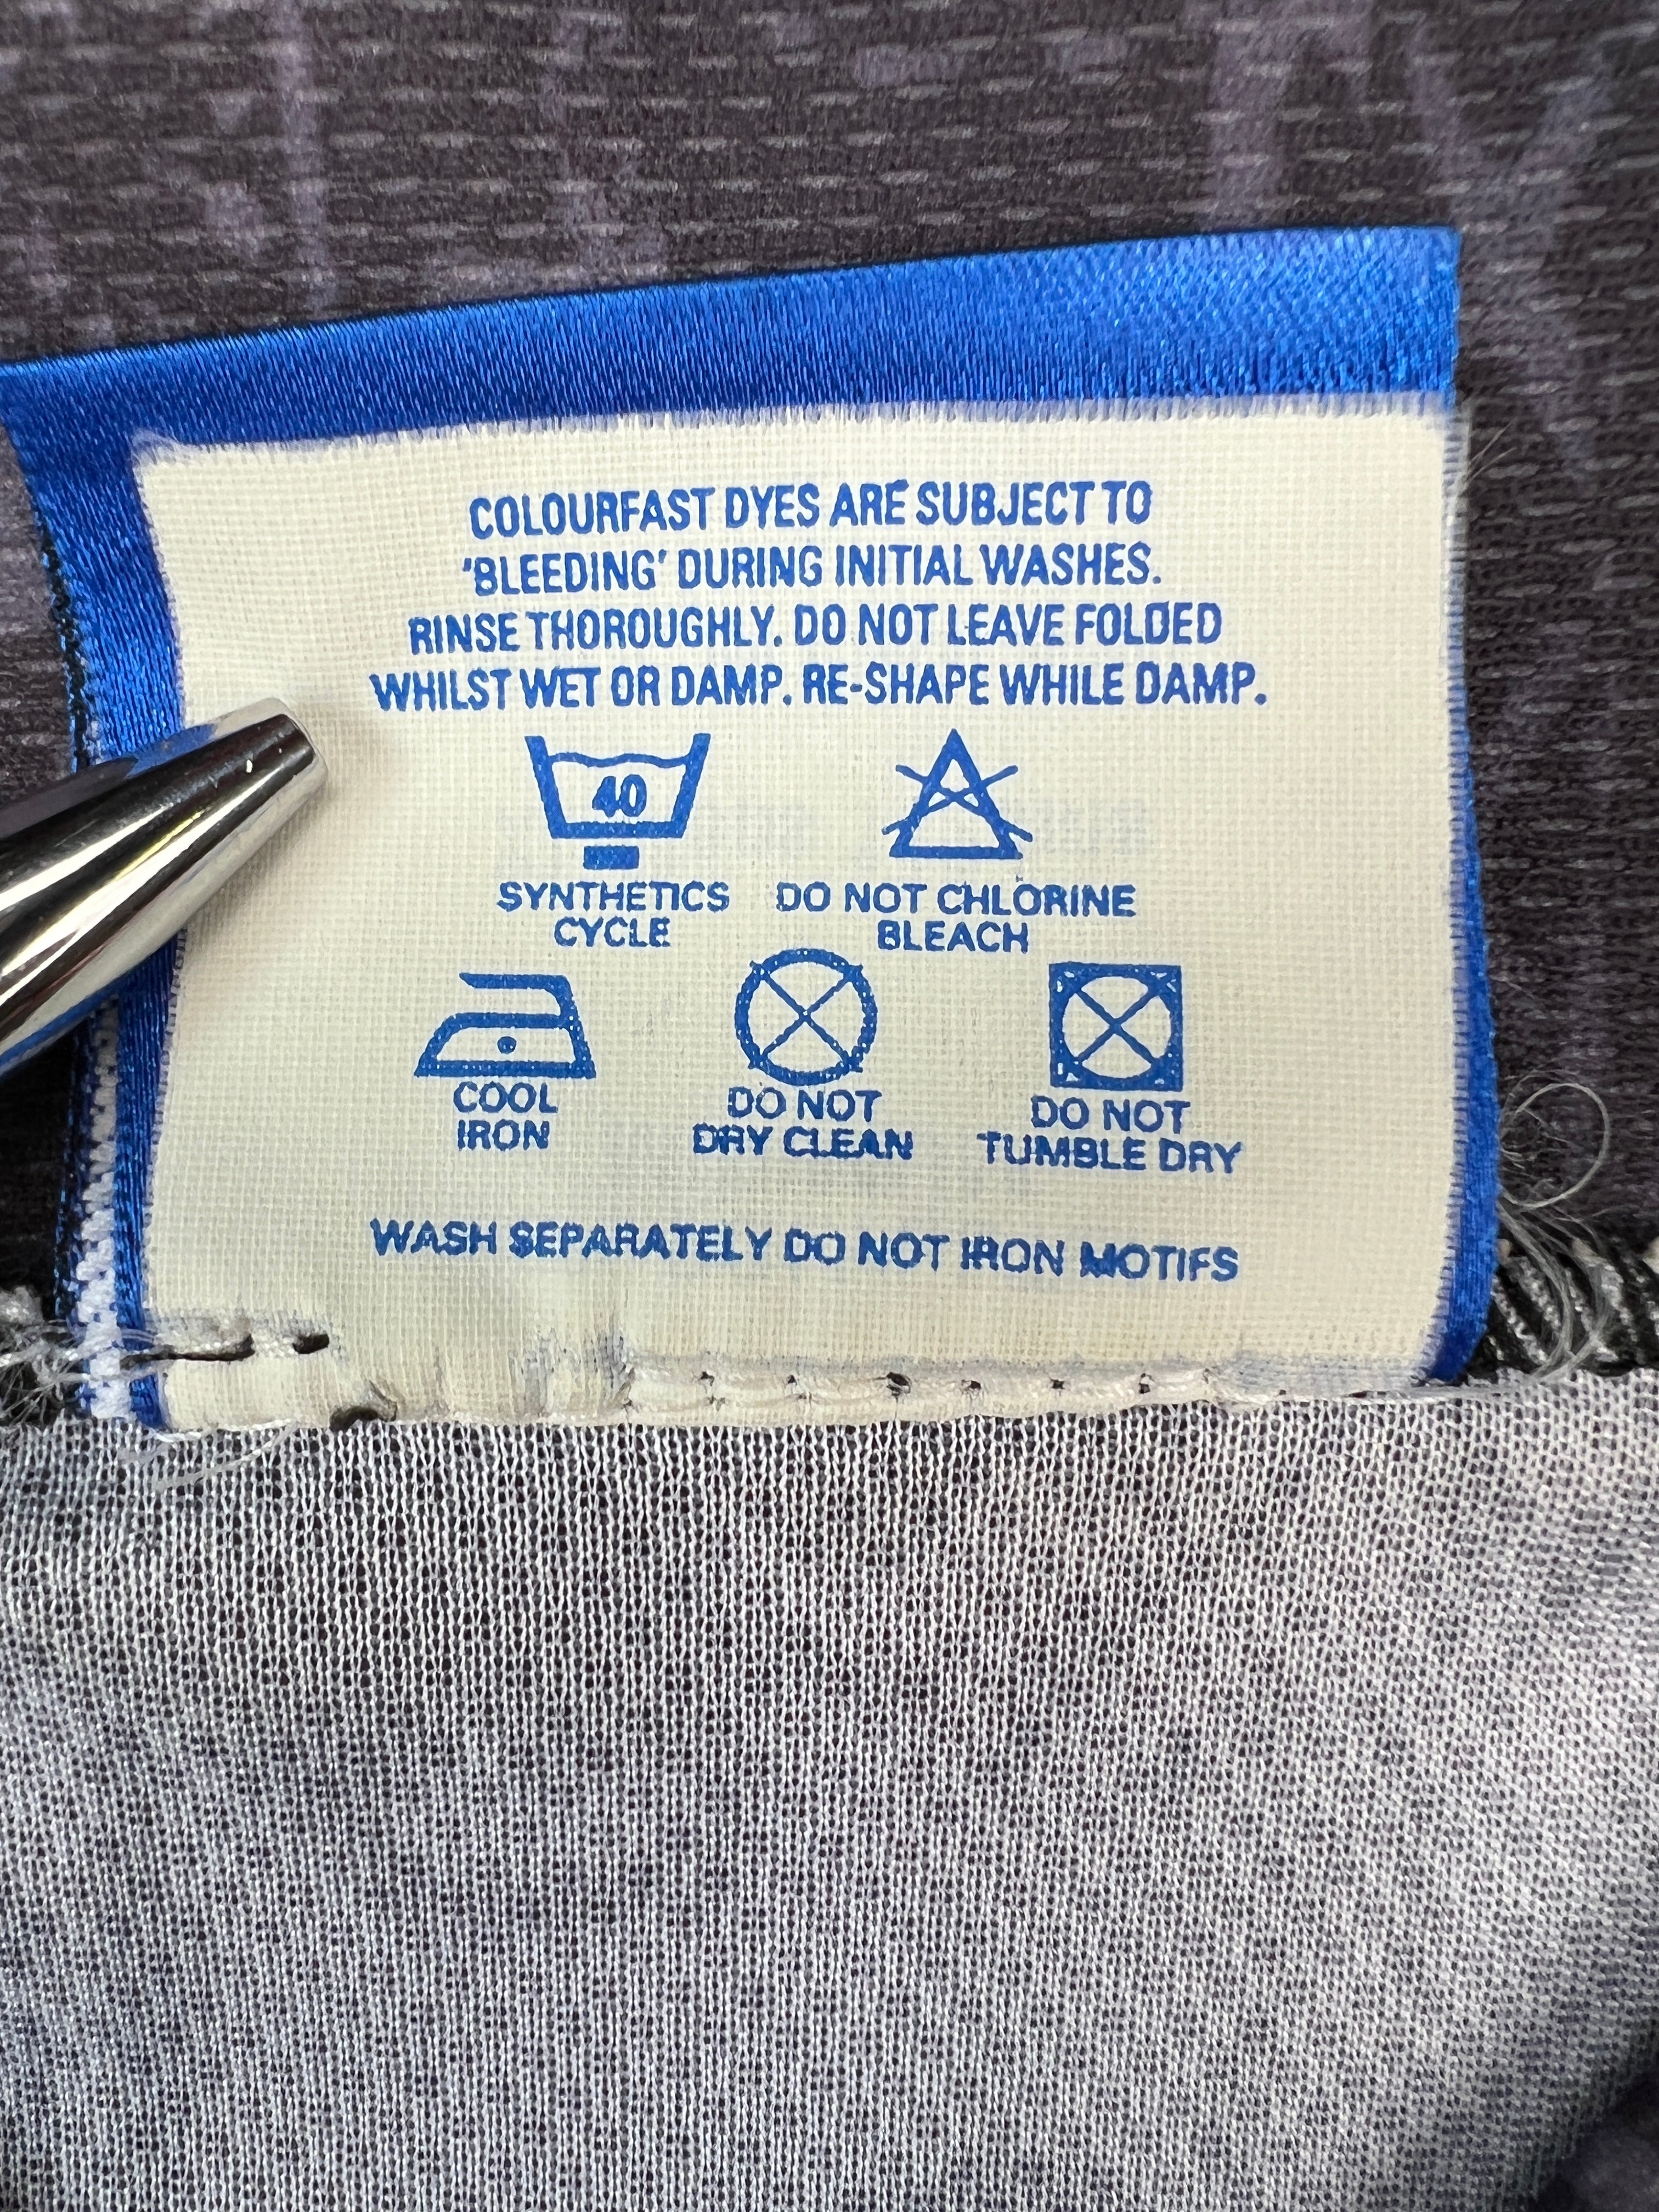 COLOURFAST DYES ARE SUBJECT TO
'BLEEDING' DURING INITIAL WASHES.
RINSE THOROUGHLY. DO NOT LEAVE FOLDED
WHILST WET OR DAMP. RE-SHAPE WHILE DAMP.
40
SYNTHETICS
CYCLE
DO NOT CHLORINE
BLEACH
COOL
IRON
DO NOT
DRY CLEAN
DO NOT
TUMBLE DRY
WASH SEPARATELY DO NOT IRON MOTIFS